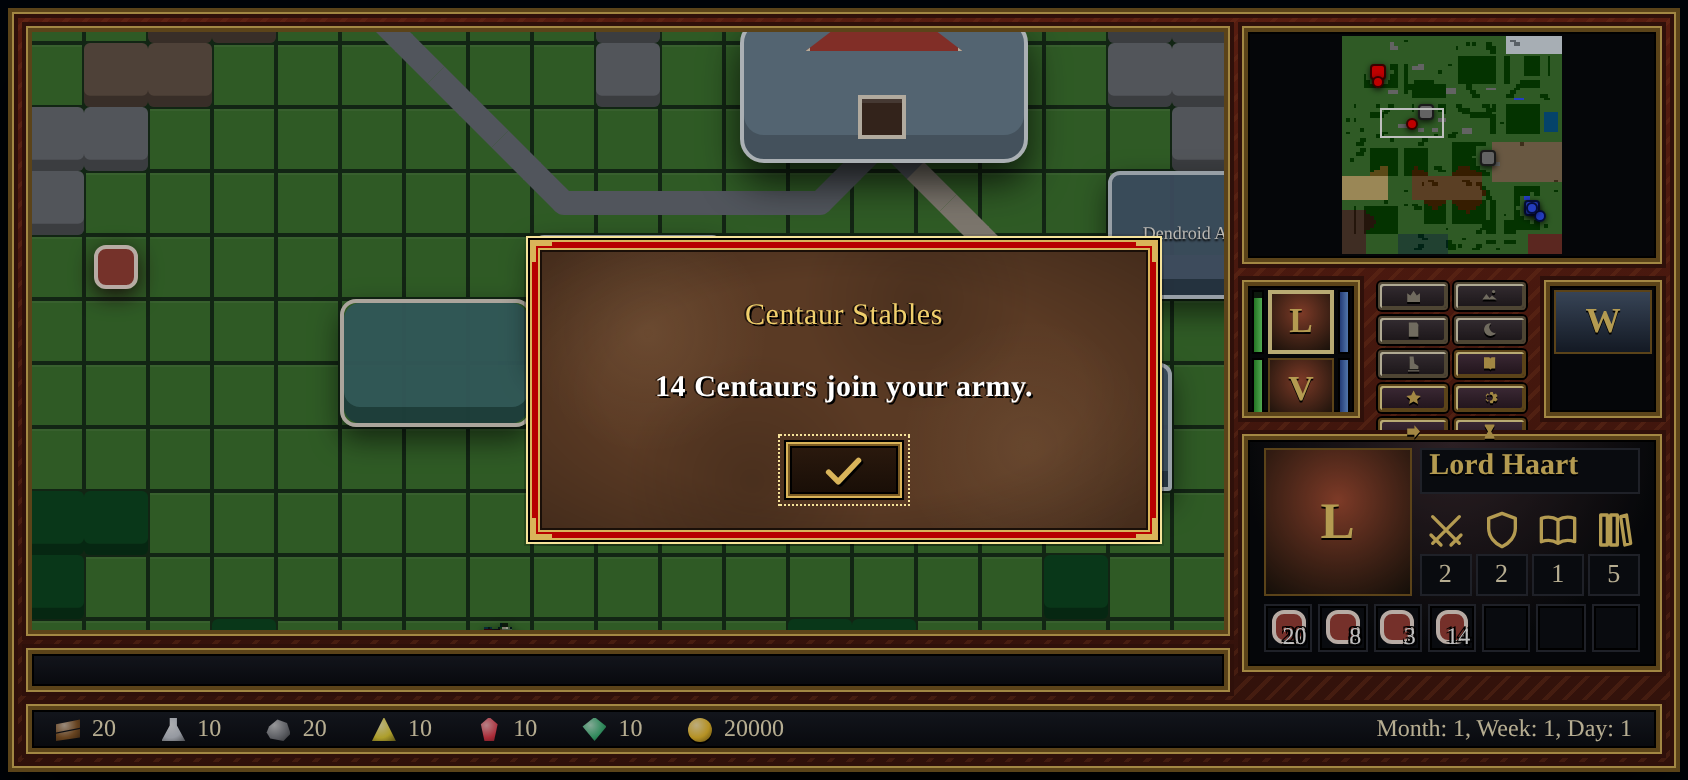 Dendroid A
Centaur Stables
14 Centaurs join your army.
L
V
W
Lord Haart
L
2 2 1 5
20 8 3 14
20 10 20 10 10 10 20000
Month: 1, Week: 1, Day: 1